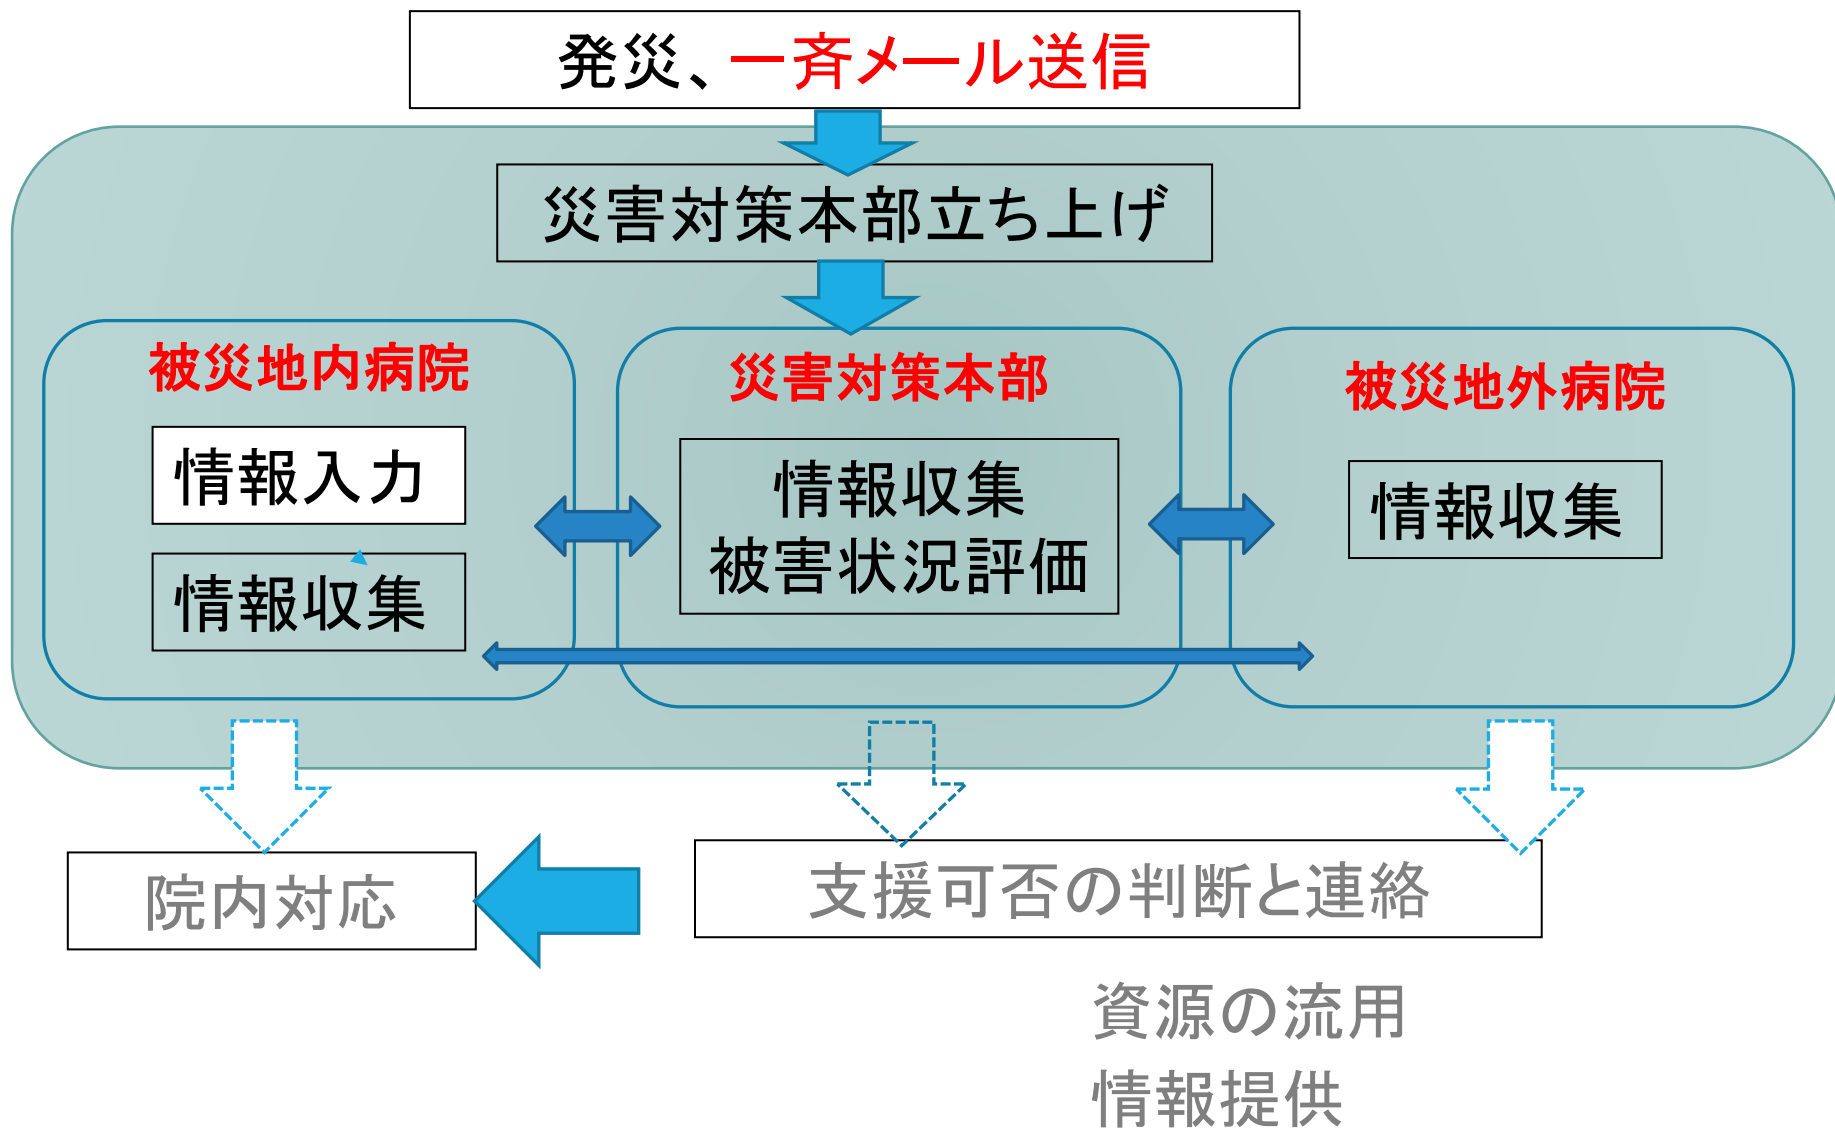 発災、一斉メール送信
災害対策本部立ち上げ
被災地内病院
情報入力
情報収集
災害対策本部
情報収集
被害状況評価
被災地外病院
情報収集
院内対応
支援可否の判断と連絡
資源の流用
情報提供